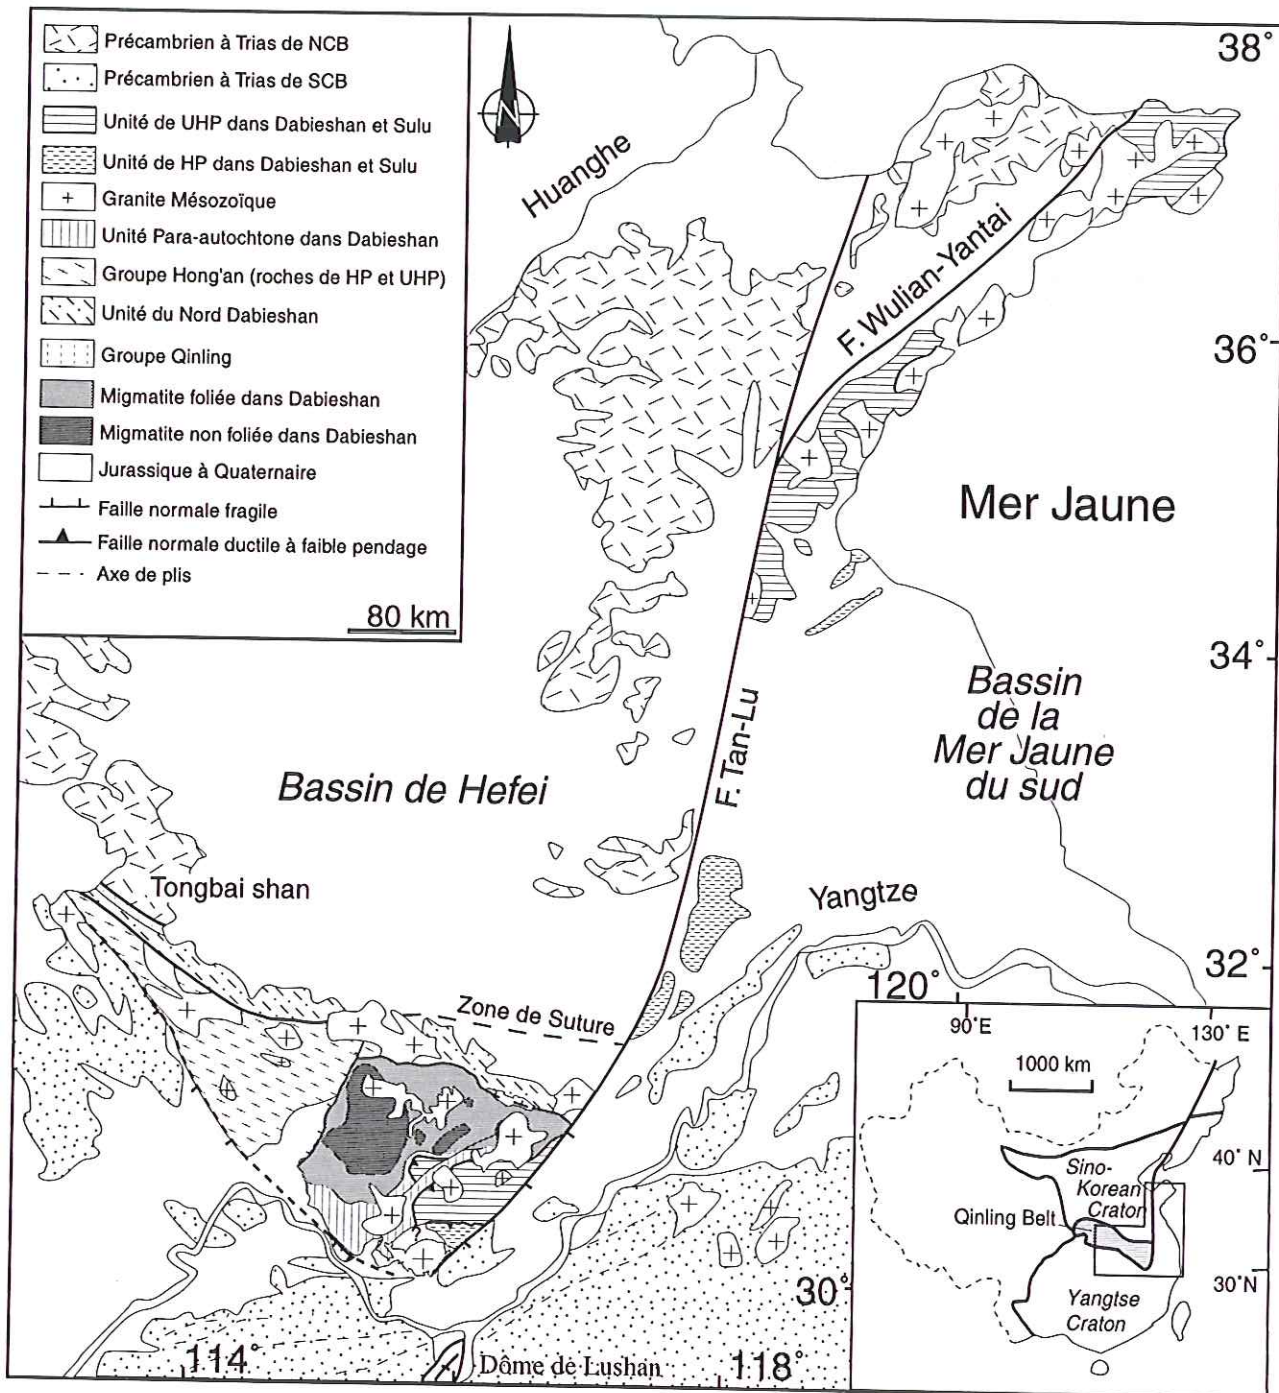 Précambrien à Trias de NCB
Précambrien à Trias de SCB
Unité de UHP dans Dabieshan et Sulu
Unité de HP dans Dabieshan et Sulu
Granite Mésozoïque
Unité Para-autochtone dans Dabieshan
Groupe Hong'an (roches de HP et UHP)
Unité du Nord Dabieshan
Groupe Qinling
Migmatite foliée dans Dabieshan
Migmatite non foliée dans Dabieshan
Jurassique à Quaternaire
Faille normale fragile
Faille normale ductile à faible pendage
Axe de plis
80 km
N
38°
Huanghe
F. Wulian-Yantai
36°
Mer Jaune
34°
Bassin
de la
Mer Jaune
du sud
F. Tan-Lu
Bassin de Hefei
Tongbai shan
Yangtze
32°
120°
Zone de Suture
90°E
130° E
1000 km
Sino-
Korean
Craton
40° N
Qinling Belt
30°N
Yangtse
Craton
?
30°
114°
Dôme de Lushan
118°